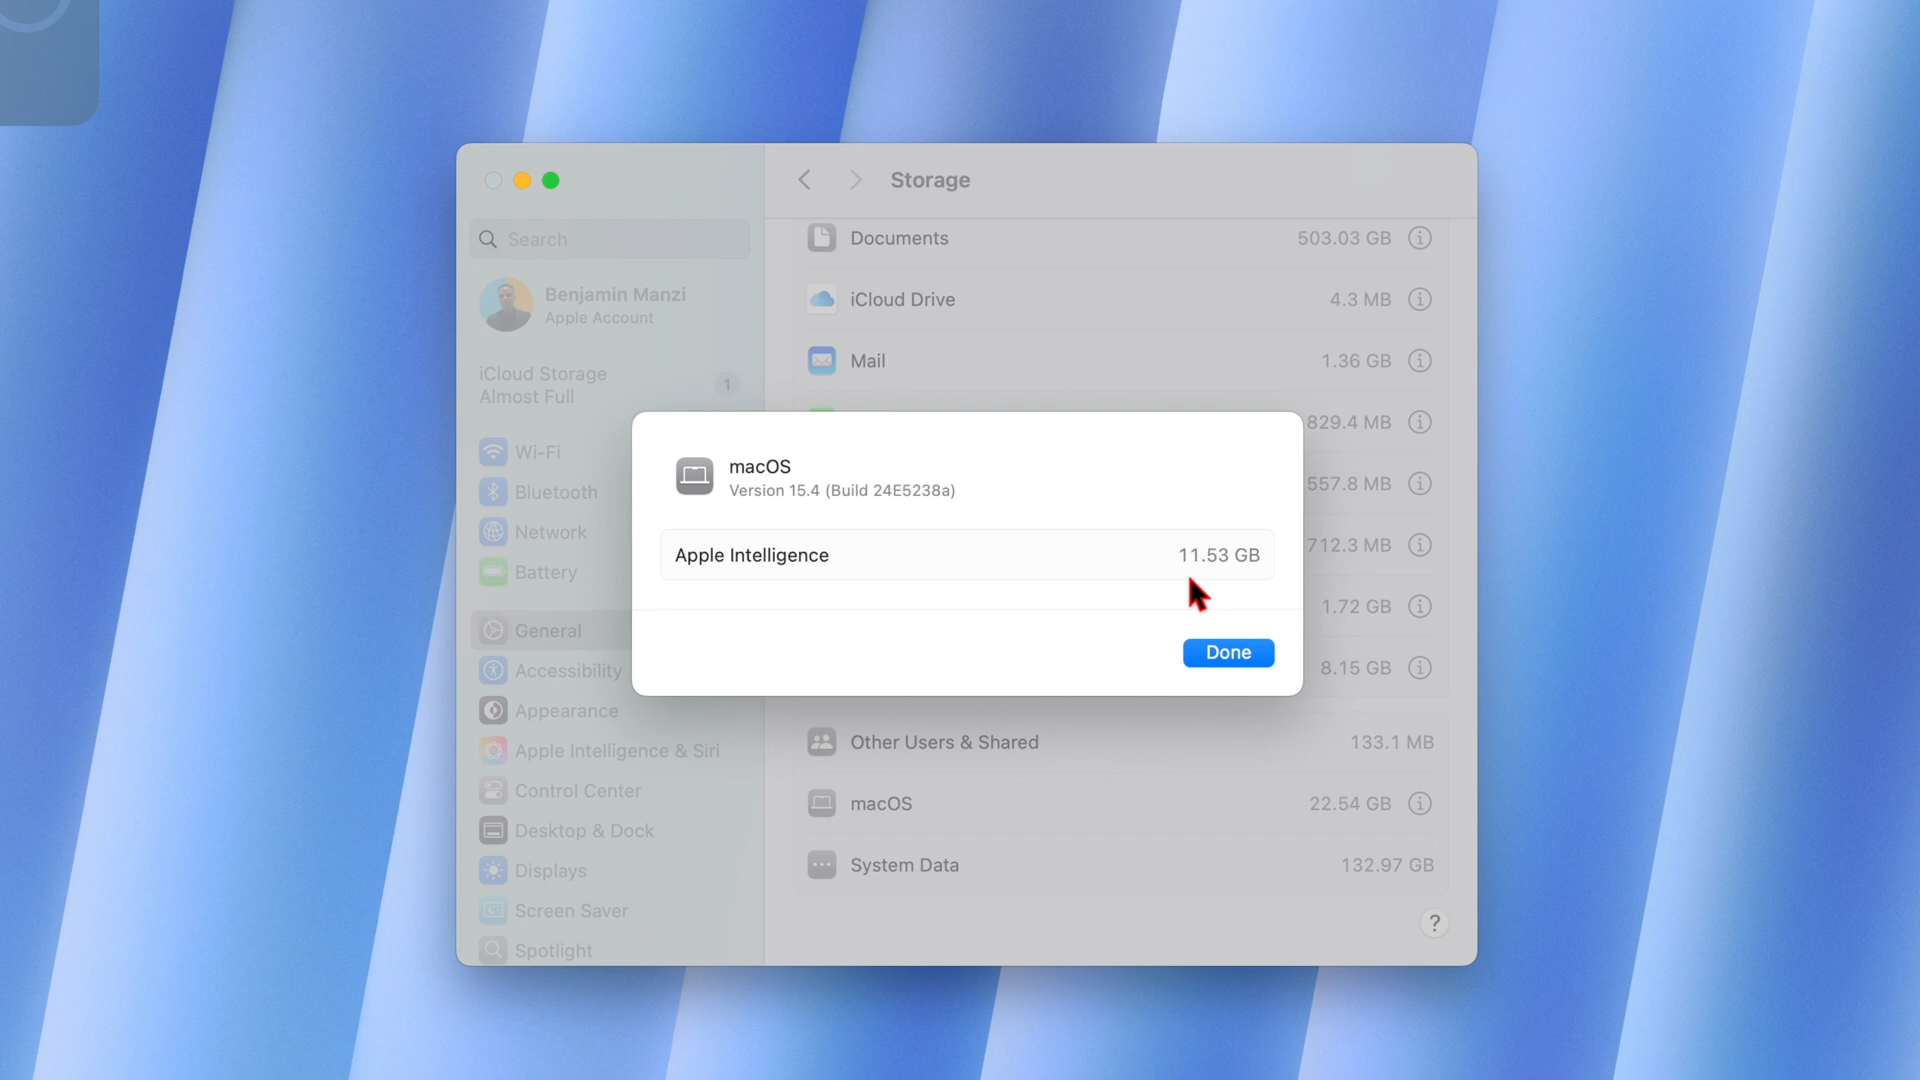 Storage
Search
Benjamin Manzi
Apple Account
iCloud Storage
Almost Full
1
Wi-Fi
Bluetooth
Network
Battery
General
Accessibility
Appearance
Apple Intelligence & Siri
Control Center
Desktop & Dock
Displays
Screen Saver
Spotlight
Documents 503.03 GB
iCloud Drive 4.3 MB
Mail 1.36 GB
829.4 MB
557.8 MB
712.3 MB
1.72 GB
8.15 GB
macOS
Version 15.4 (Build 24E5238a)
Apple Intelligence 11.53 GB
Done
Other Users & Shared 133.1 MB
macOS 22.54 GB
System Data 132.97 GB
?